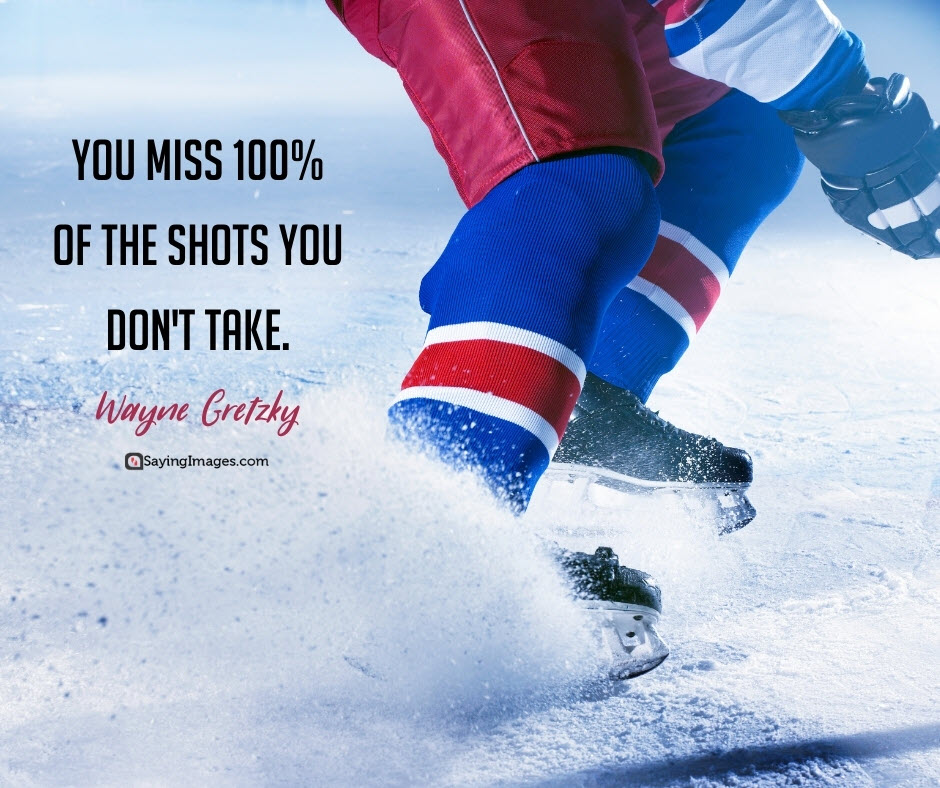 YOU MISS 100%
OF THE SHOTS YOU
DON'T TAKE.
Wayne Gretzky
SayingImages.com